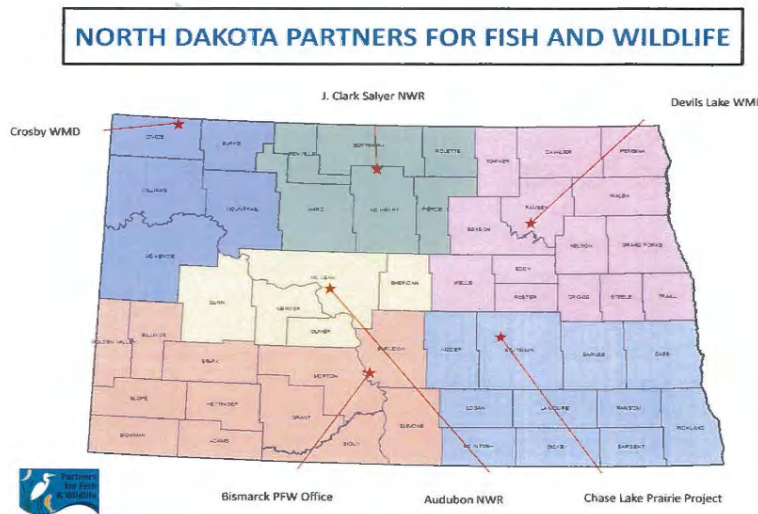 NORTH DAKOTA PARTNERS FOR FISH AND WILDLIFE
J. Clark Salyer NWR
Devils Lake WM
Crosby WMD
DIVIDE
BURKE
RENVILLE
BOTTINEAU
ROLETTE
TOWNER
CAVALIER
PEMBINA
WILLIAMS
MOUNTRAIL
WARD
MC HENRY
PIERCE
RAMSEY
WALSH
BENSON
NELSON
GRAND FORKS
MC KENZIE
MC LEAN
SHERIDAN
WELLS
EDDY
FOSTER
GRIGGS
STEELE
TRAILL
DUNN
MERCER
OLIVER
GOLDEN VALLEY
BILLINGS
STARK
MORTON
BURLEIGH
KIDDER
STUTSMAN
BARNES
CASS
SLOPE
HETTINGER
GRANT
EMMONS
LOGAN
LAMOURE
RANSOM
RICHLAND
BOWMAN
ADAMS
SIOUX
MC INTOSH
DICKEY
SARGENT
Partners
for Fish
& Wildlife
Bismarck PFW Office
Audubon NWR
Chase Lake Prairie Project